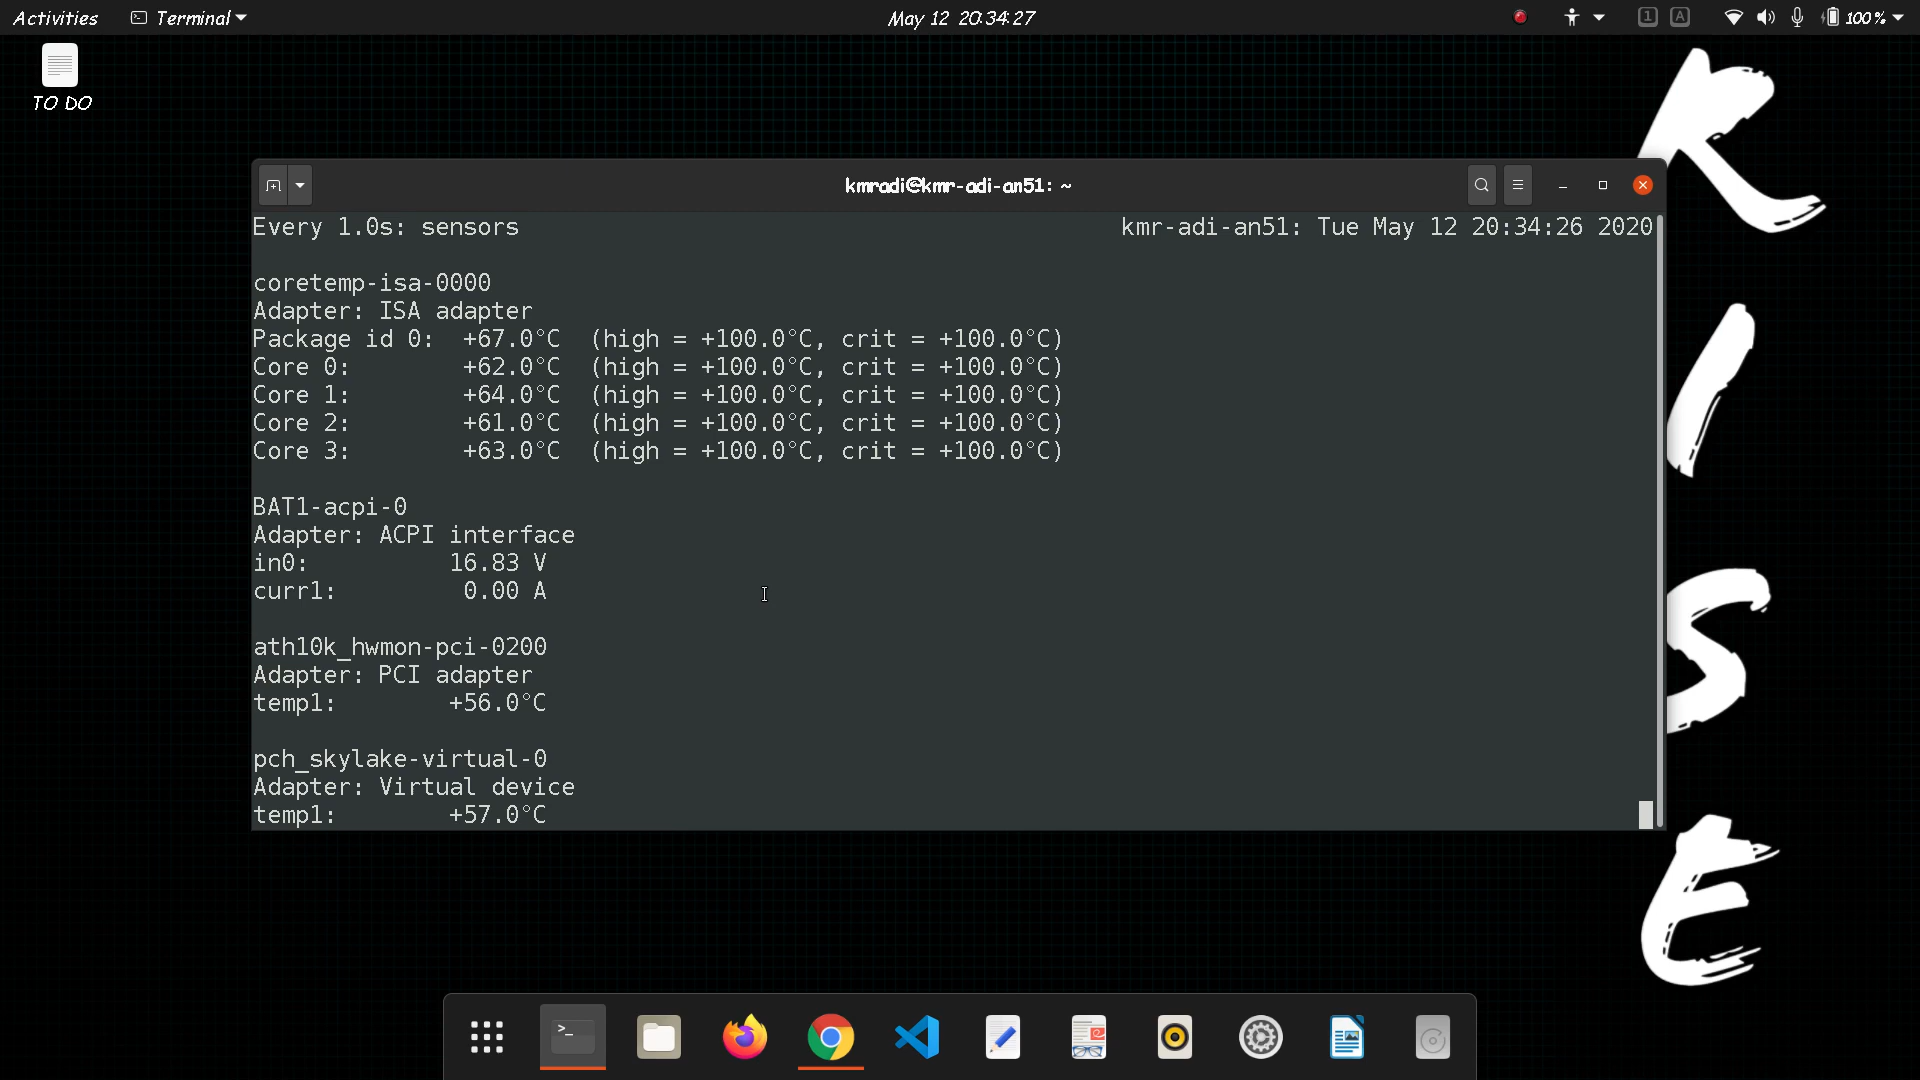 Activities Terminal May 12 20:34:27 1 A 100%
TO DO
kmradi@kmr-adi-an51: ~
Every 1.0s: sensors kmr-adi-an51: Tue May 12 20:34:26 2020
coretemp-isa-0000
Adapter: ISA adapter
Package id 0: +67.0°C (high = +100.0°C, crit = +100.0°C)
Core 0: +62.0°C (high = +100.0°C, crit = +100.0°C)
Core 1: +64.0°C (high = +100.0°C, crit = +100.0°C)
Core 2: +61.0°C (high = +100.0°C, crit = +100.0°C)
Core 3: +63.0°C (high = +100.0°C, crit = +100.0°C)
BAT1-acpi-0
Adapter: ACPI interface
in0: 16.83 V
curr1: 0.00 A
ath10k_hwmon-pci-0200
Adapter: PCI adapter
temp1: +56.0°C
pch_skylake-virtual-0
Adapter: Virtual device
temp1: +57.0°C
>_
R
I
S
E